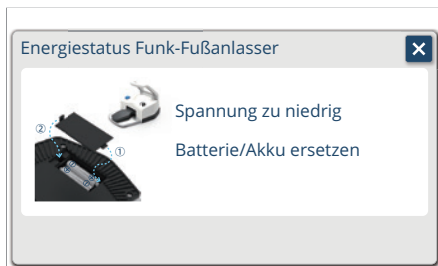 Energiestatus Funk-Fußanlasser
Spannung zu niedrig
②
①
Batterie/Akku ersetzen